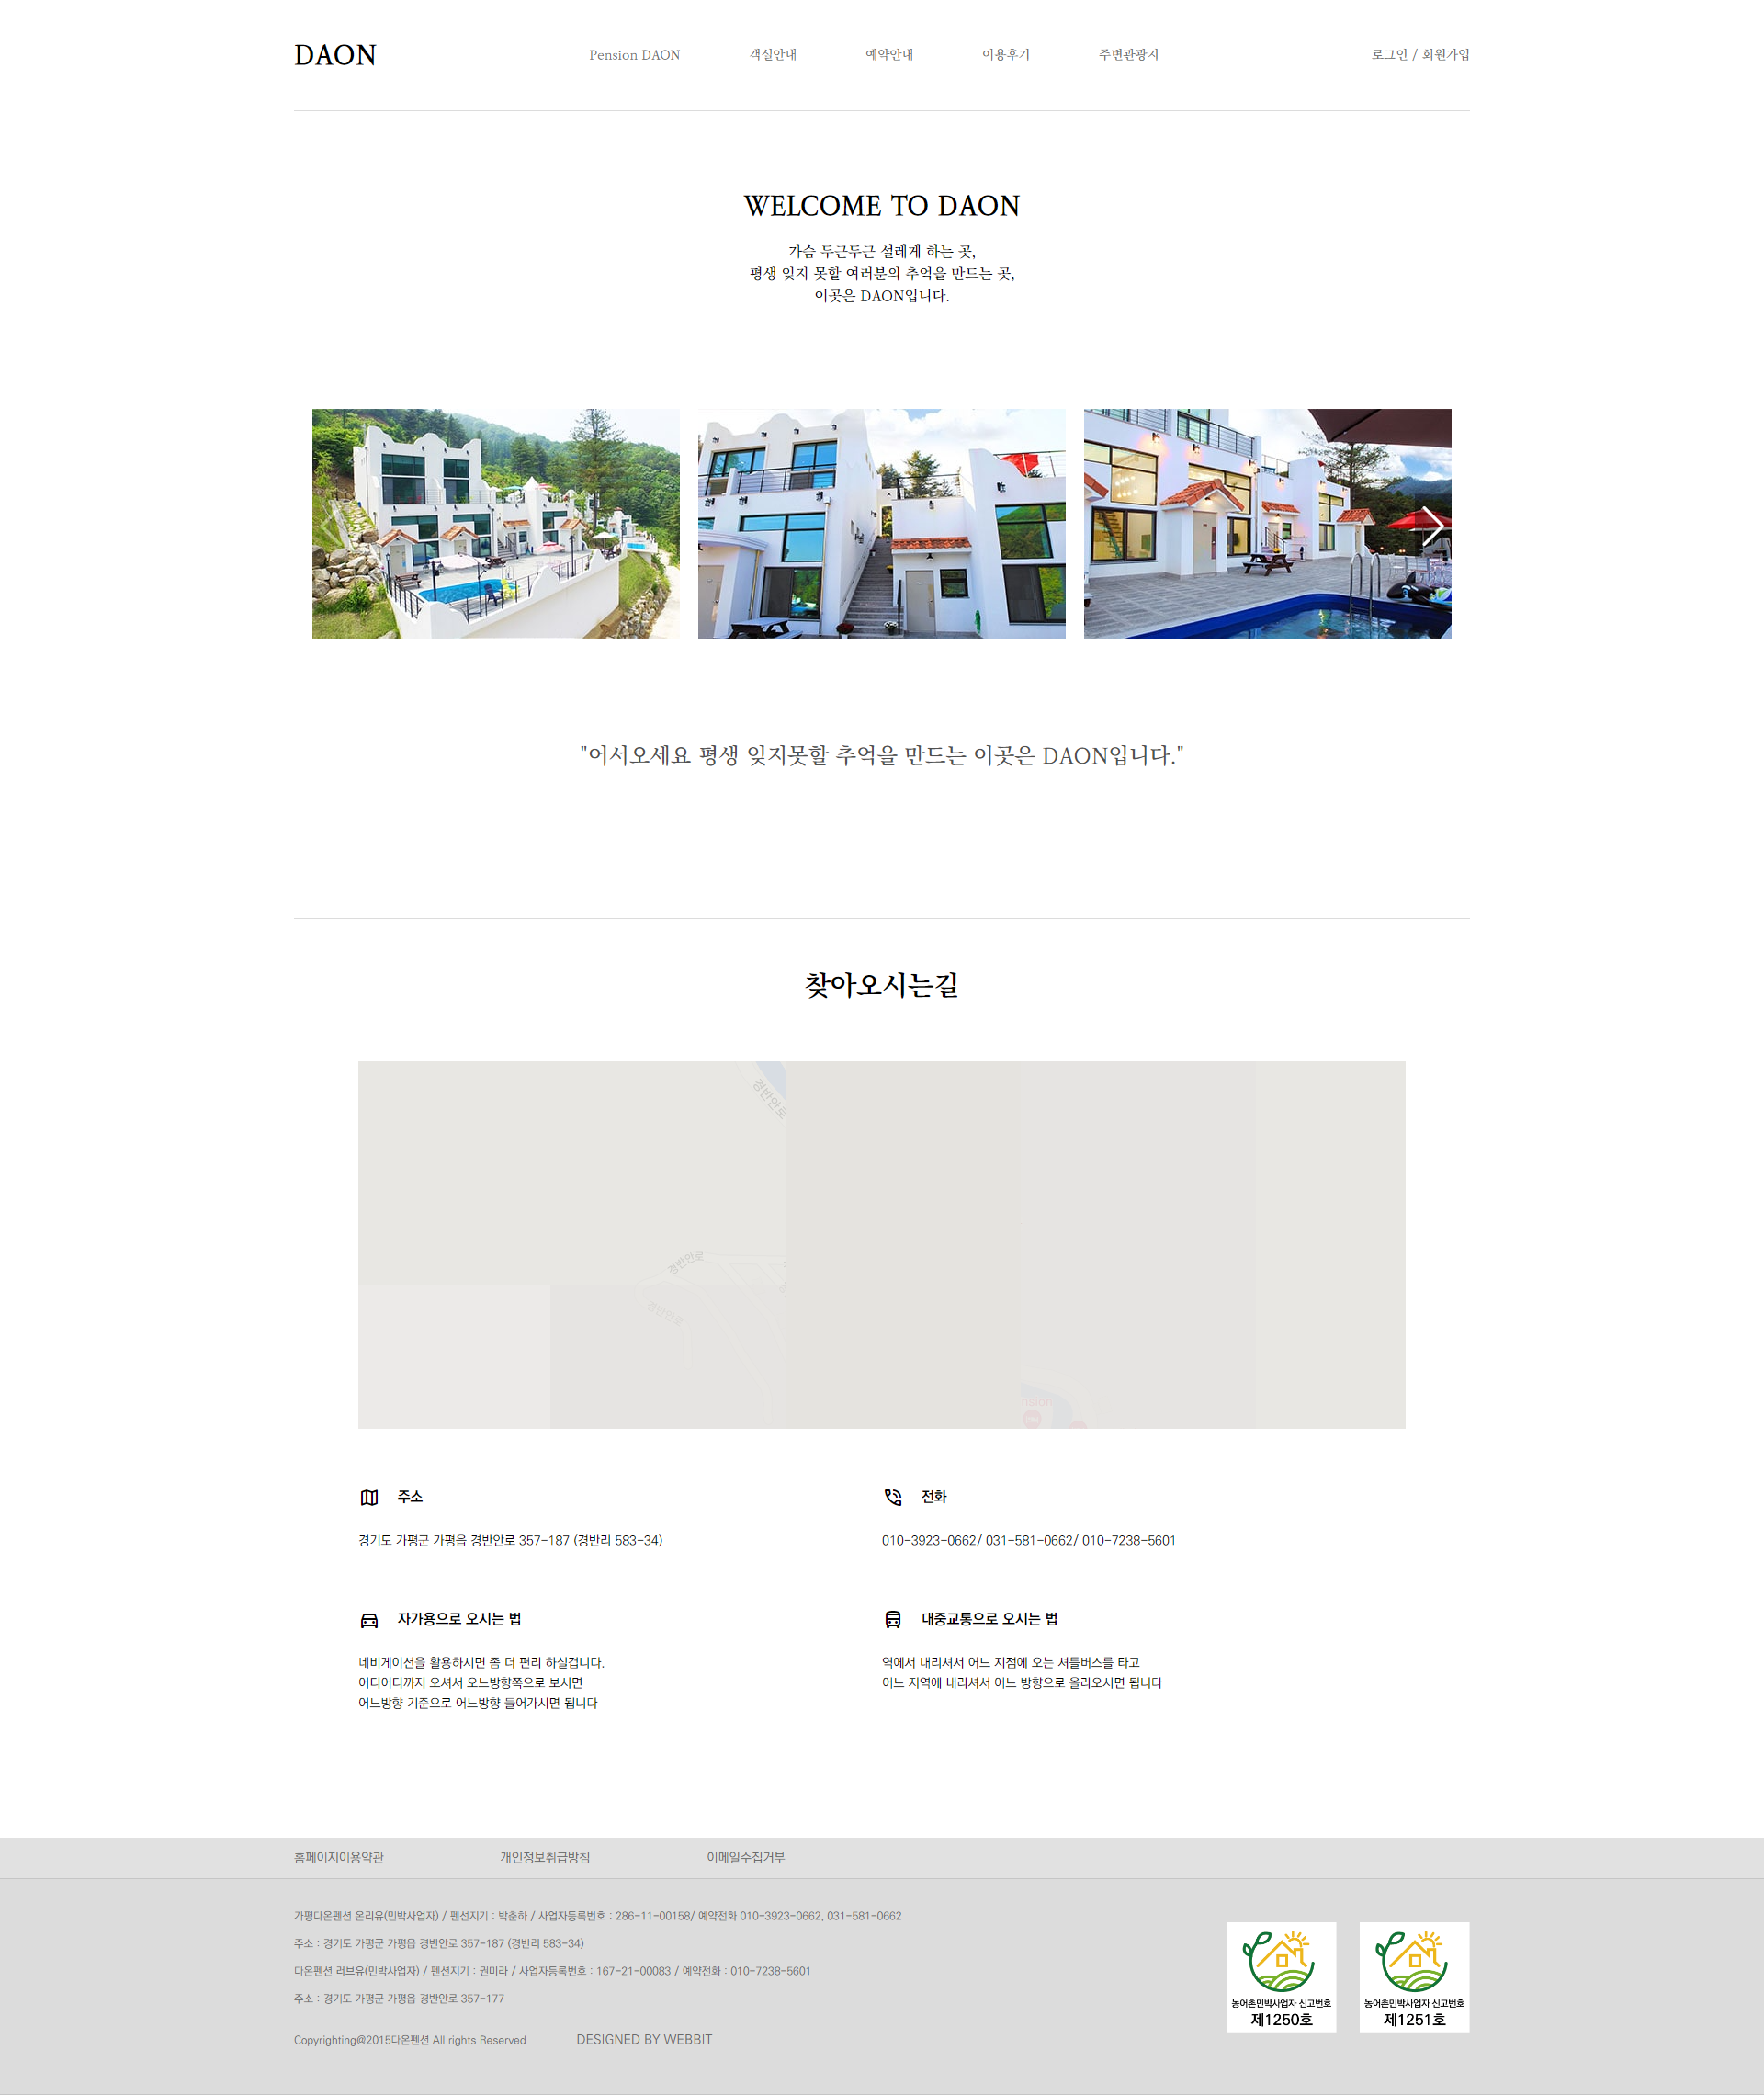 DAON
Pension DAON
객실안내
예약안내
이용후기
주변관광지
로그인 / 회원가입
WELCOME TO DAON
가슴 두근두근 설레게 하는 곳,
평생 잊지 못할 여러분의 추억을 만드는 곳,
이곳은 DAON입니다.
"어서오세요 평생 잊지못할 추억을 만드는 이곳은 DAON입니다."
찾아오시는길
경반안로
경반안로
경반안로
주소
전화
경기도 가평군 가평읍 경반안로 357-187 (경반리 583-34)
010-3923-0662/ 031-581-0662/ 010-7238-5601
자가용으로 오시는 법
대중교통으로 오시는 법
네비게이션을 활용하시면 좀 더 편리 하실겁니다.
어디어디까지 오셔서 오느방향쪽으로 보시면
어느방향 기준으로 어느방향 들어가시면 됩니다
역에서 내리셔서 어느 지점에 오는 셔틀버스를 타고
어느 지역에 내리셔서 어느 방향으로 올라오시면 됩니다
홈페이지이용약관
개인정보취급방침
이메일수집거부
가평다온펜션 온리유(민박사업자) / 펜션지기 : 박춘하 / 사업자등록번호 : 286-11-00158/ 예약전화 010-3923-0662, 031-581-0662
주소 : 경기도 가평군 가평읍 경반안로 357-187 (경반리 583-34)
다온펜션 러브유(민박사업자) / 펜션지기 : 권미라 / 사업자등록번호 : 167-21-00083 / 예약전화 : 010-7238-5601
주소 : 경기도 가평군 가평읍 경반안로 357-177
Copyrighting@2015다온펜션 All rights Reserved
DESIGNED BY WEBBIT
농어촌민박사업자 신고번호
제1250호
농어촌민박사업자 신고번호
제1251호